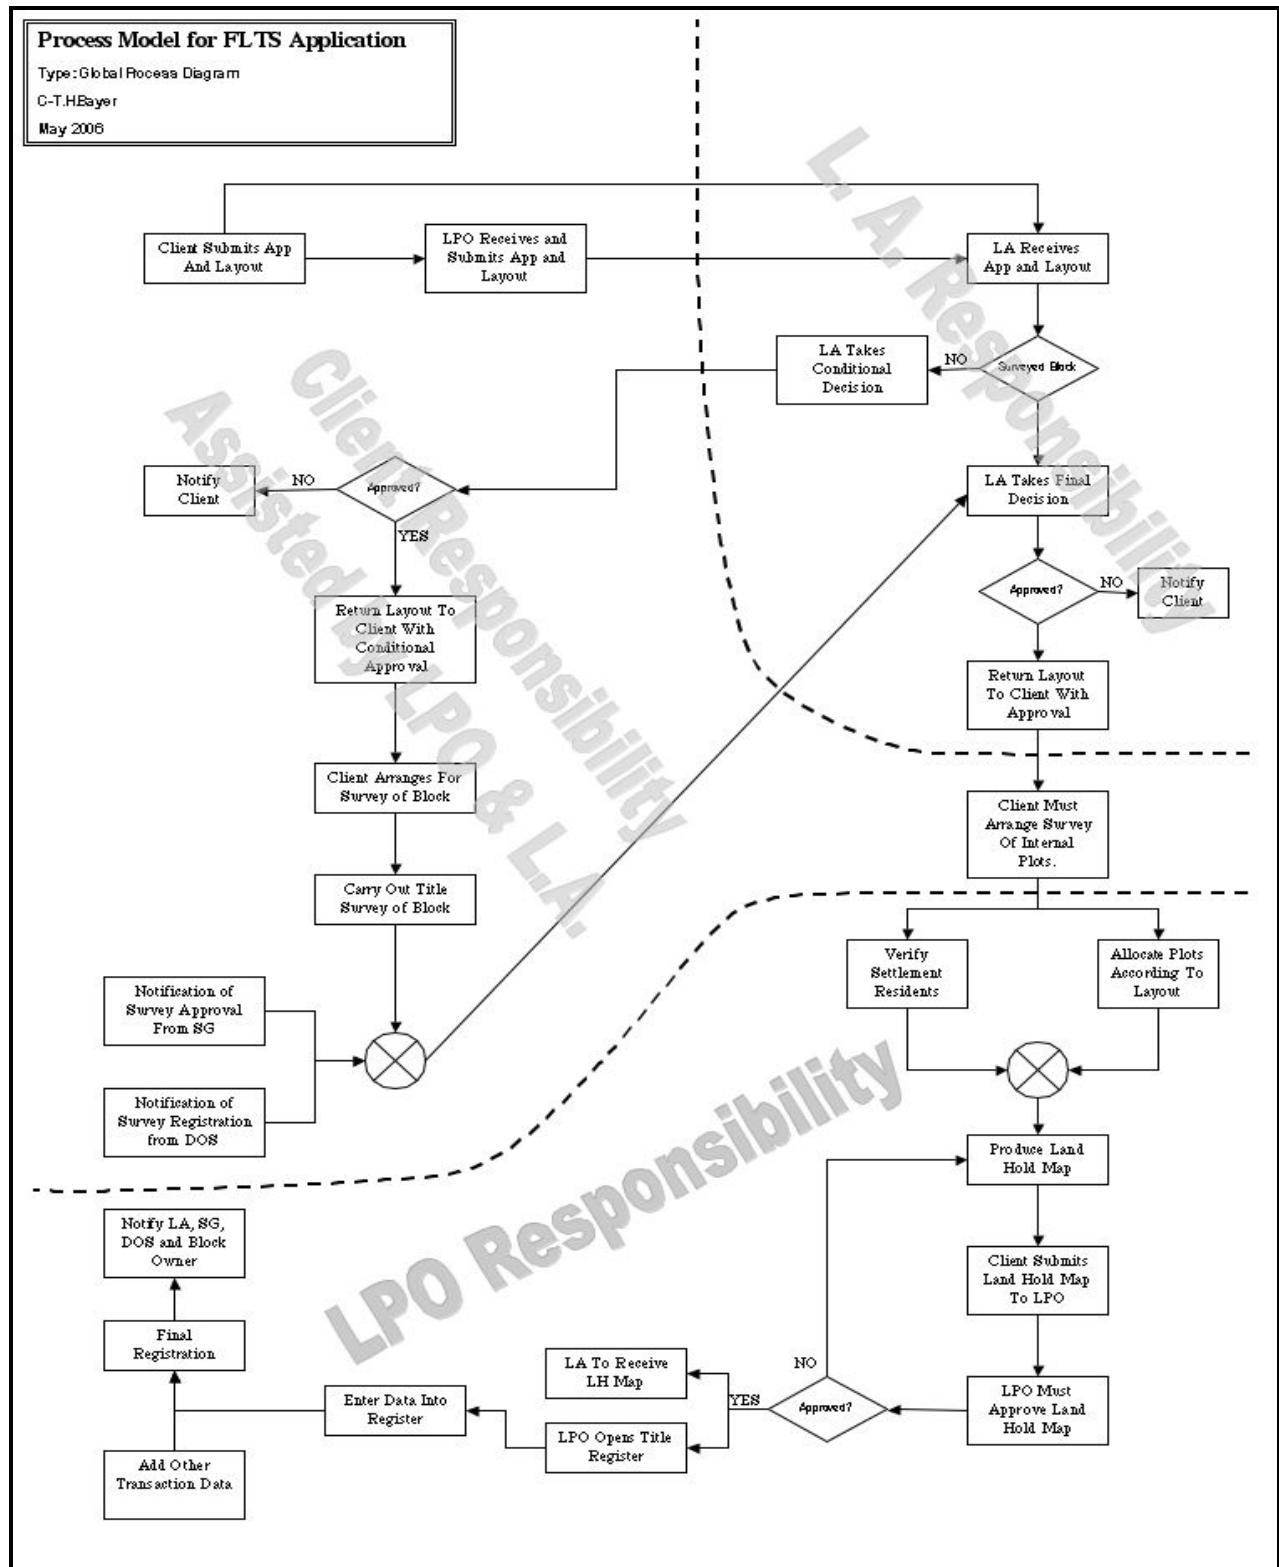 Process Model for FLTS Application
Type: Global Process Diagram
C-T.H.Bayer
May 2006
L. A. Responsibility
Client Submits App
And Layout
LPO Receives and
Submits App and
Layout
LA Receives
App and Layout
LA Takes
Conditional
Decision
NO
Surveyed Block
Client Responsibility
Assisted by LPO & L.A.
Notify
Client
NO
Approved?
YES
LA Takes Final
Decision
Approved?
NO
Notify
Client
Return Layout To
Client With
Conditional
Approval
Return Layout
To Client With
Approval
Client Arranges For
Survey of Block
Client Must
Arrange Survey
Of Internal
Plots.
Carry Out Title
Survey of Block
Verify
Settlement
Residents
Allocate Plots
According To
Layout
Notification of
Survey Approval
From SG
Notification of
Survey Registration
from DOS
LPO Responsibility
Produce Land
Hold Map
Notify LA, SG,
DOS and Block
Owner
Client Submits
Land Hold Map
To LPO
Final
Registration
LA To Receive
LH Map
NO
YES
Approved?
LPO Must
Approve Land
Hold Map
Enter Data Into
Register
LPO Opens Title
Register
Add Other
Transaction Data